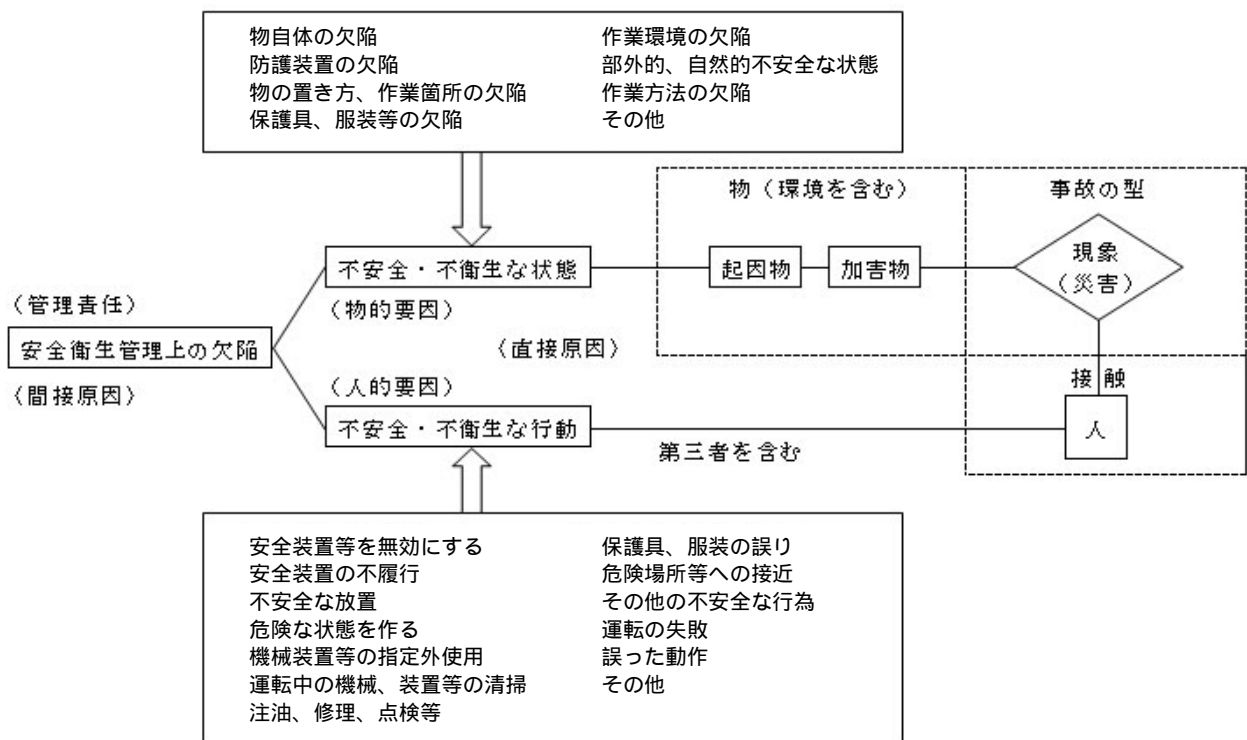 物自体の欠陥
防護装置の欠陥
物の置き方、作業箇所の欠陥
保護具、服装等の欠陥
作業環境の欠陥
部外的、自然的不安全な状態
作業方法の欠陥
その他
物（環境を含む）
事故の型
不安全・不衛生な状態
起因物
加害物
現象
（災害）
（管理責任）
（物的要因）
安全衛生管理上の欠陥
（直接原因）
（間接原因）
（人的要因）
接触
不安全・不衛生な行動
人
第三者を含む
安全装置等を無効にする
安全装置の不履行
不安全な放置
危険な状態を作る
機械装置等の指定外使用
運転中の機械、装置等の清掃
注油、修理、点検等
保護具、服装の誤り
危険場所等への接近
その他の不安全な行為
運転の失敗
誤った動作
その他